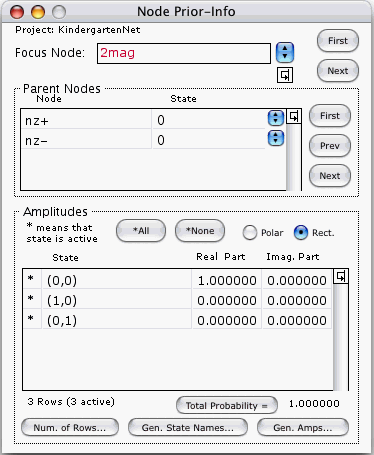 Node Prior-Info
Project: KindergartenNet
Focus Node: 2mag
First
Next
Parent Nodes
Node State
nz+ 0
nz- 0
First
Prev
Next
Amplitudes
* means that
state is active
*All *None Polar Rect.
State Real Part Imag. Part
* (0,0) 1.000000 0.000000
* (1,0) 0.000000 0.000000
* (0,1) 0.000000 0.000000
3 Rows (3 active) Total Probability = 1.000000
Num. of Rows... Gen. State Names... Gen. Amps...